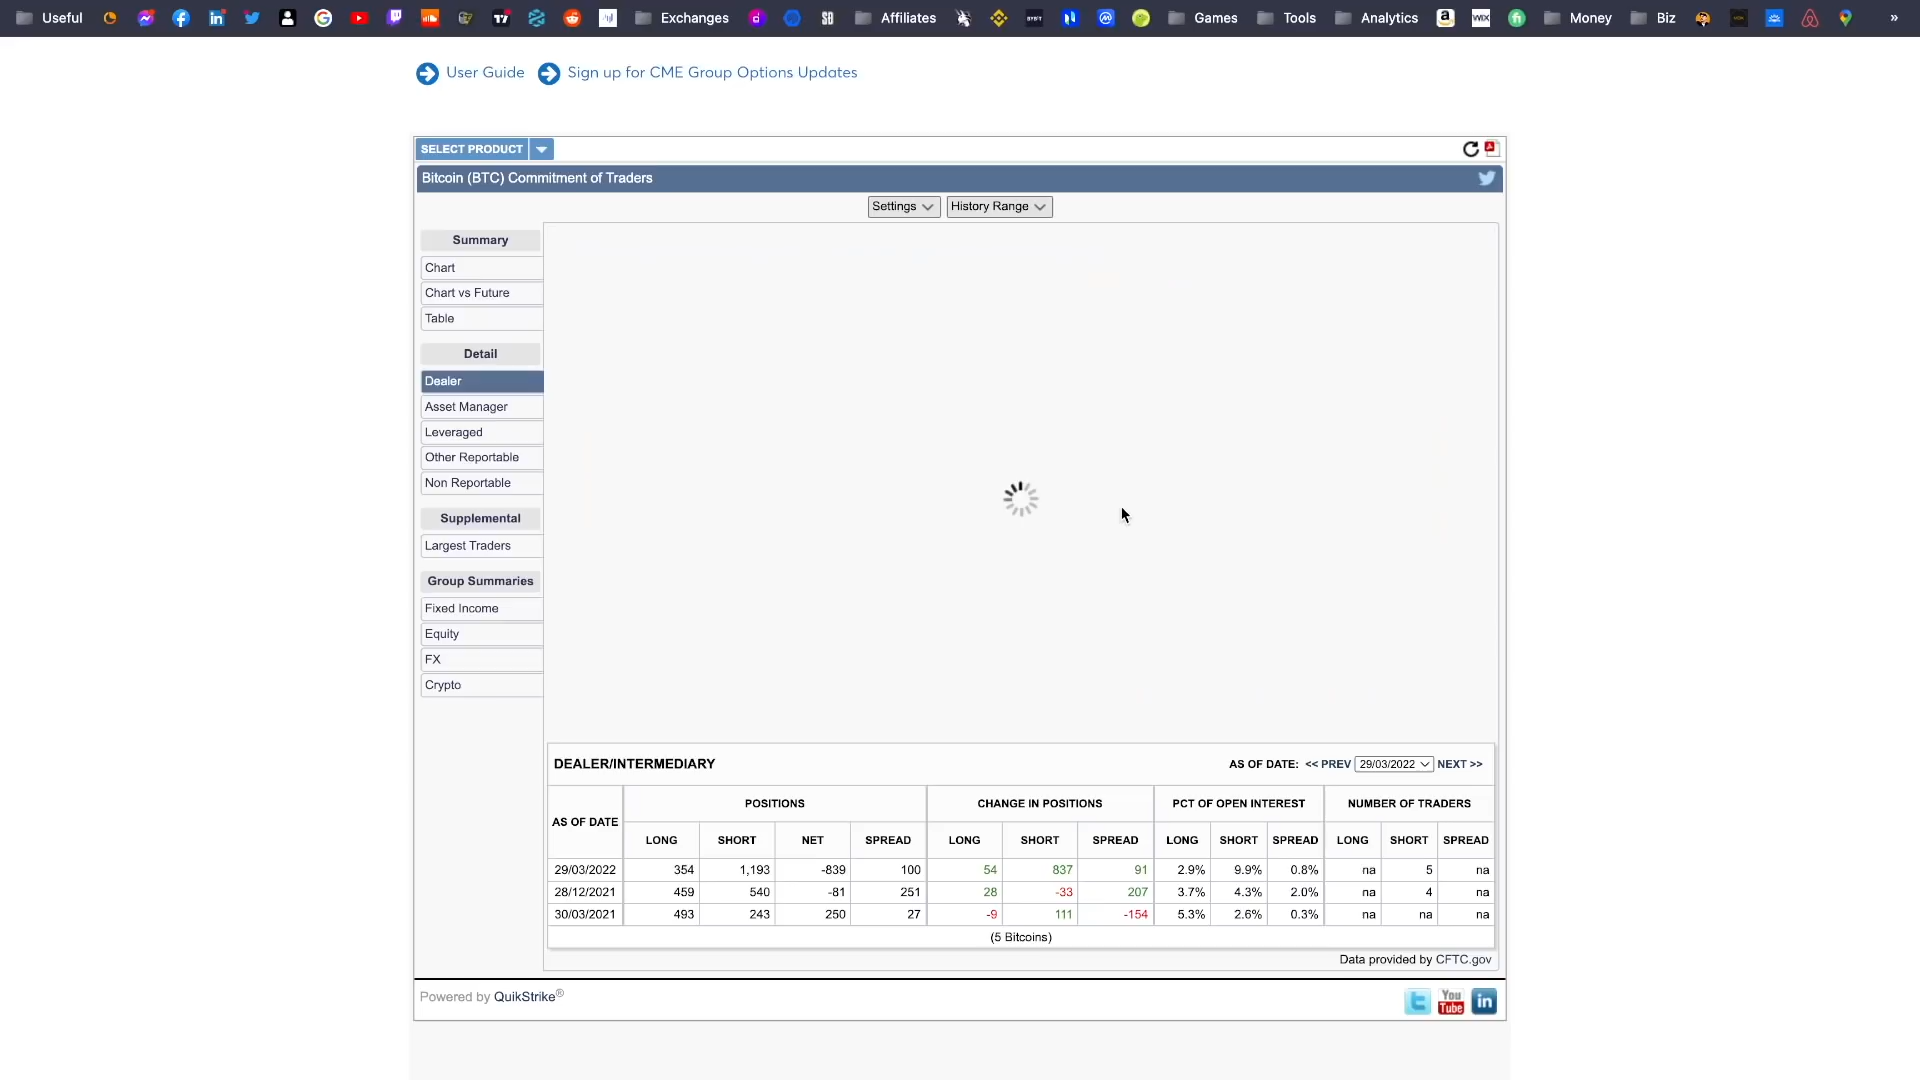 Useful Exchanges Affiliates Games Tools Analytics Money Biz »
User Guide Sign up for CME Group Options Updates
SELECT PRODUCT
Bitcoin (BTC) Commitment of Traders
Settings History Range
Summary
Chart
Chart vs Future
Table
Detail
Dealer
Asset Manager
Leveraged
Other Reportable
Non Reportable
Supplemental
Largest Traders
Group Summaries
Fixed Income
Equity
FX
Crypto
DEALER/INTERMEDIARY AS OF DATE: << PREV 29/03/2022 NEXT >>
AS OF DATE POSITIONS CHANGE IN POSITIONS PCT OF OPEN INTEREST NUMBER OF TRADERS
LONG SHORT NET SPREAD LONG SHORT SPREAD LONG SHORT SPREAD LONG SHORT SPREAD
29/03/2022 354 1,193 -839 100 54 837 91 2.9% 9.9% 0.8% na 5 na
28/12/2021 459 540 -81 251 28 -33 207 3.7% 4.3% 2.0% na 4 na
30/03/2021 493 243 250 27 -9 111 -154 5.3% 2.6% 0.3% na na na
(5 Bitcoins)
Data provided by CFTC.gov
Powered by QuikStrike®
You Tube in